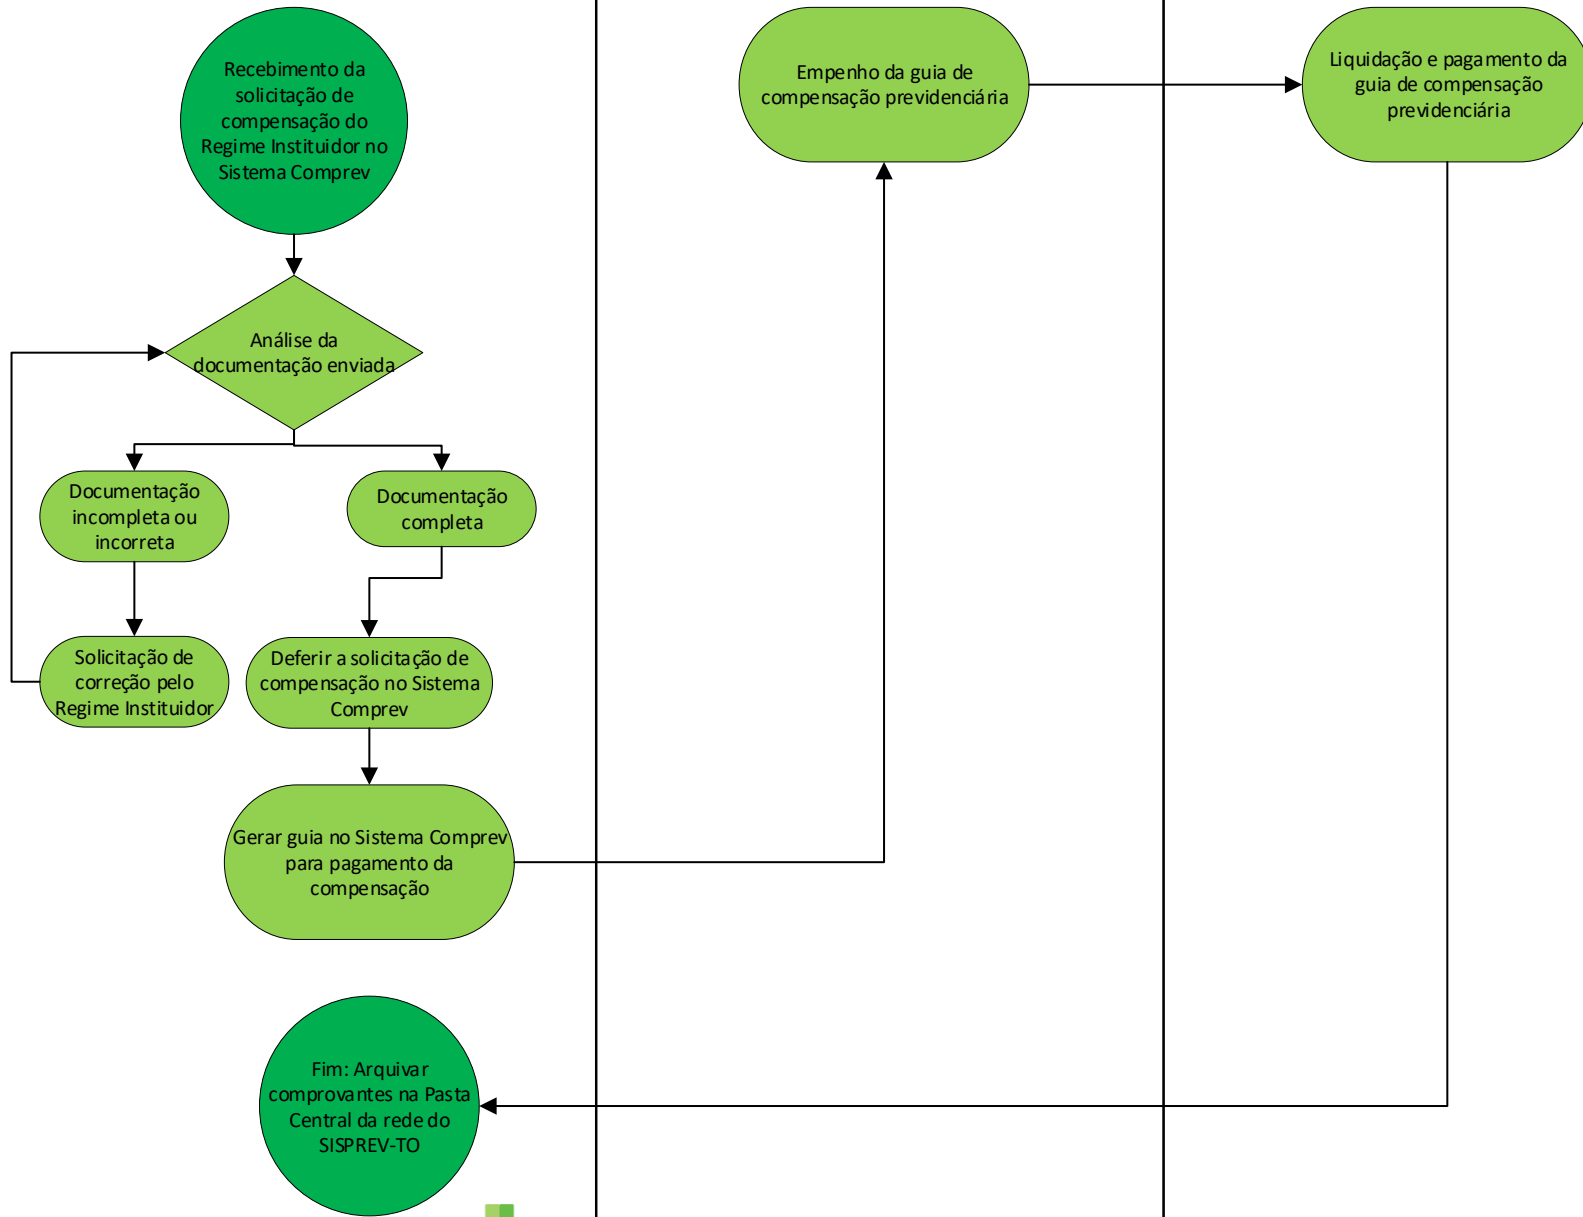 Recebimento da
solicitação de
compensação do
Regime Instituidor no
Sistema Comprev
Empenho da guia de
compensação previdenciária
Liquidação e pagamento da
guia de compensação
previdenciária
Análise da
documentação enviada
Documentação
incompleta ou
incorreta
Documentação
completa
Solicitação de
correção pelo
Regime Instituidor
Deferir a solicitação de
compensação no Sistema
Comprev
Gerar guia no Sistema Comprev
para pagamento da
compensação
Fim: Arquivar
comprovantes na Pasta
Central da rede do
SISPREV-TO